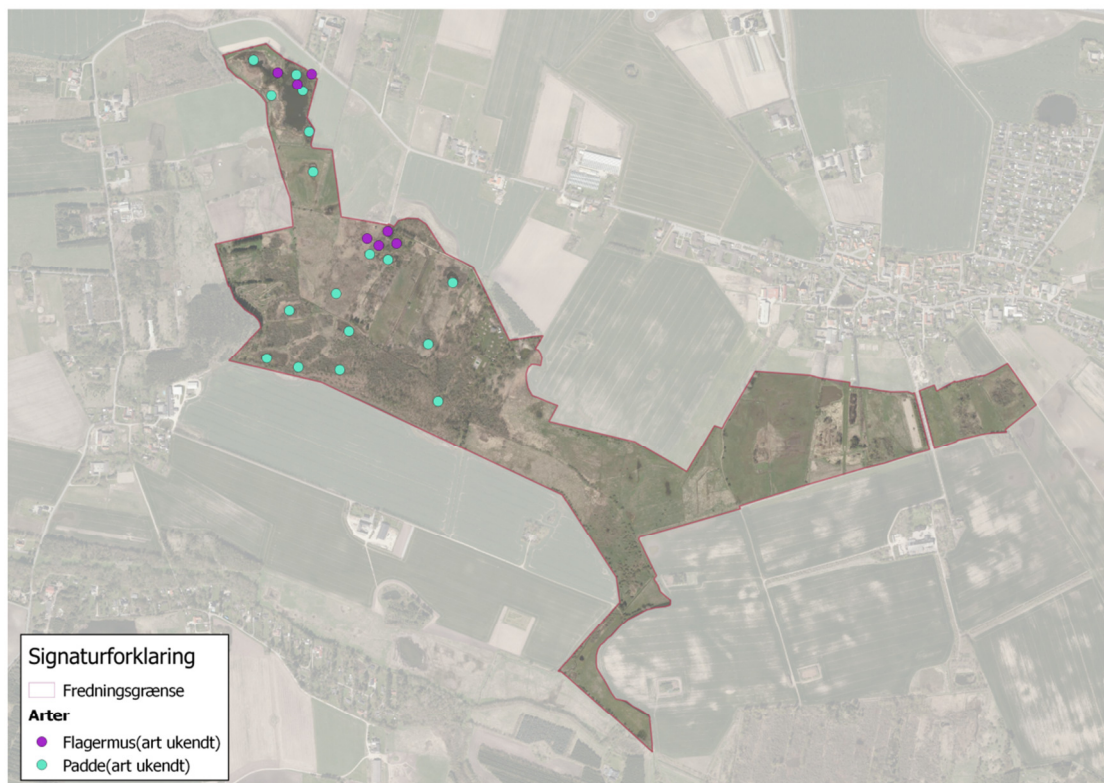 Signaturforklaring
Fredningsgrænse
Arter
Flagermus(art ukendt)
Padde(art ukendt)